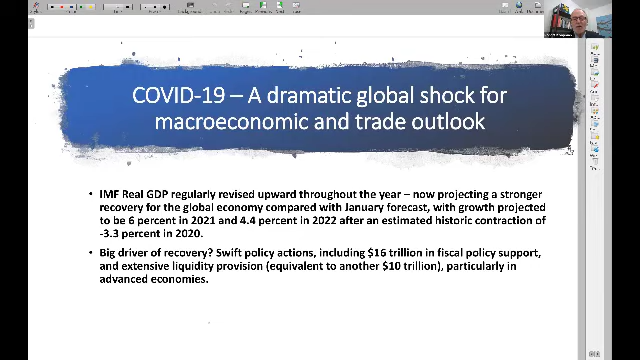 COVID-19 – A dramatic global shock for
macroeconomic and trade outlook
• IMF Real GDP regularly revised upward throughout the year – now projecting a stronger
recovery for the global economy compared with January forecast, with growth projected
to be 6 percent in 2021 and 4.4 percent in 2022 after an estimated historic contraction of
-3.3 percent in 2020.
• Big driver of recovery? Swift policy actions, including $16 trillion in fiscal policy support,
and extensive liquidity provision (equivalent to another $10 trillion), particularly in
advanced economies.